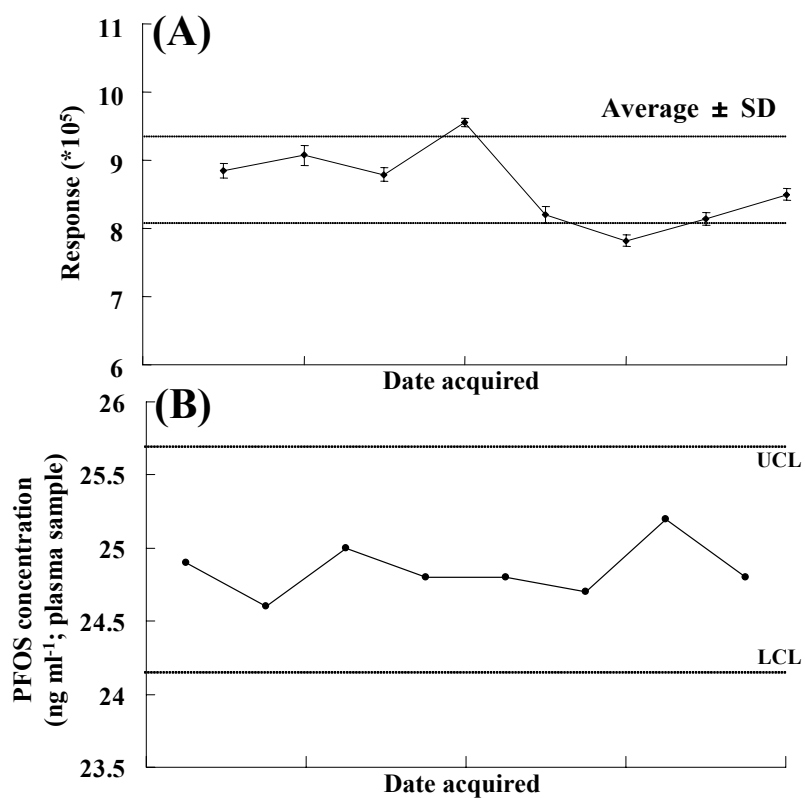 (A)
11
10
9
8
7
6
Response (*10⁵)
Average ± SD
Date acquired
(B)
26
25.5
25
24.5
24
23.5
PFOS concentration
(ng ml⁻¹; plasma sample)
UCL
LCL
Date acquired